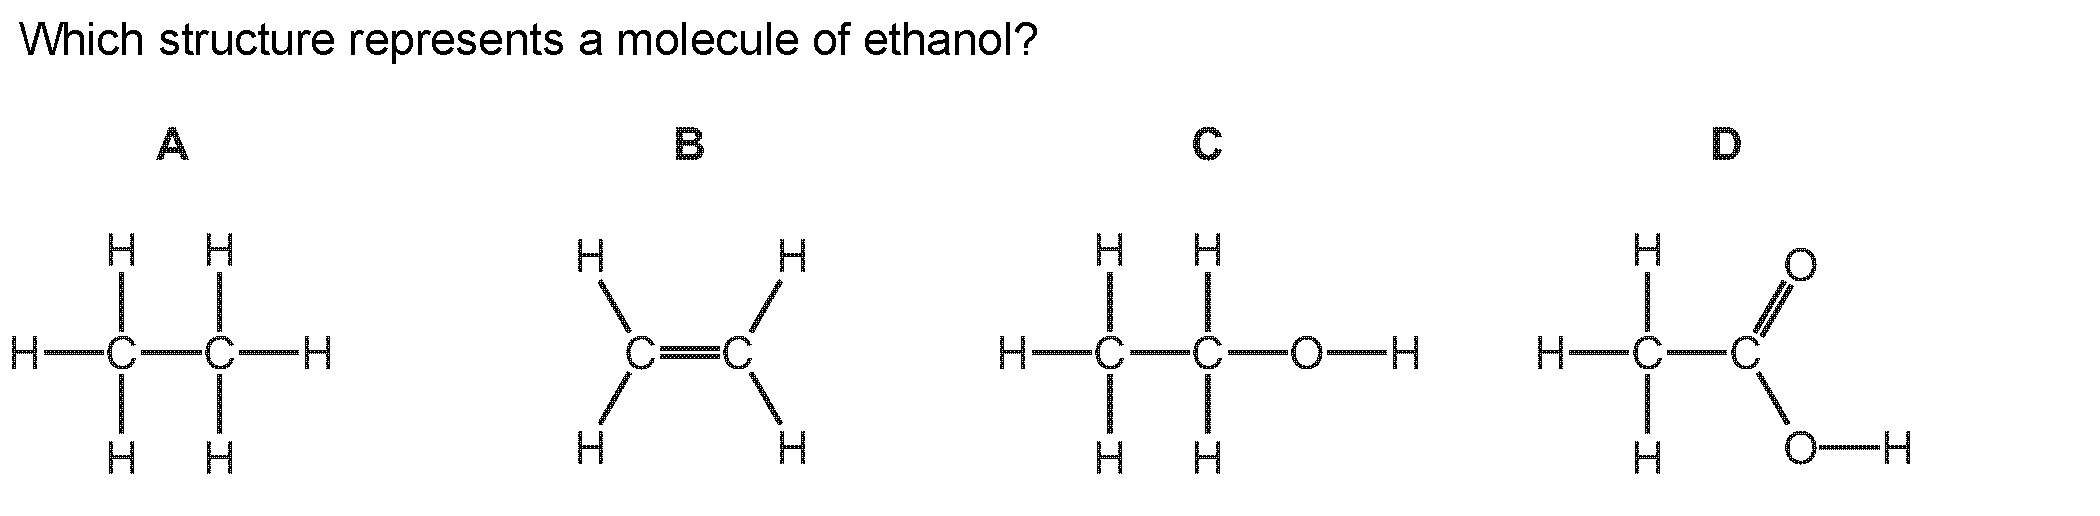 Which structure represents a molecule of ethanol?
A B C D
H H H H H H H O
H C C H C C H C C O H H C C
H H H H H H H O H